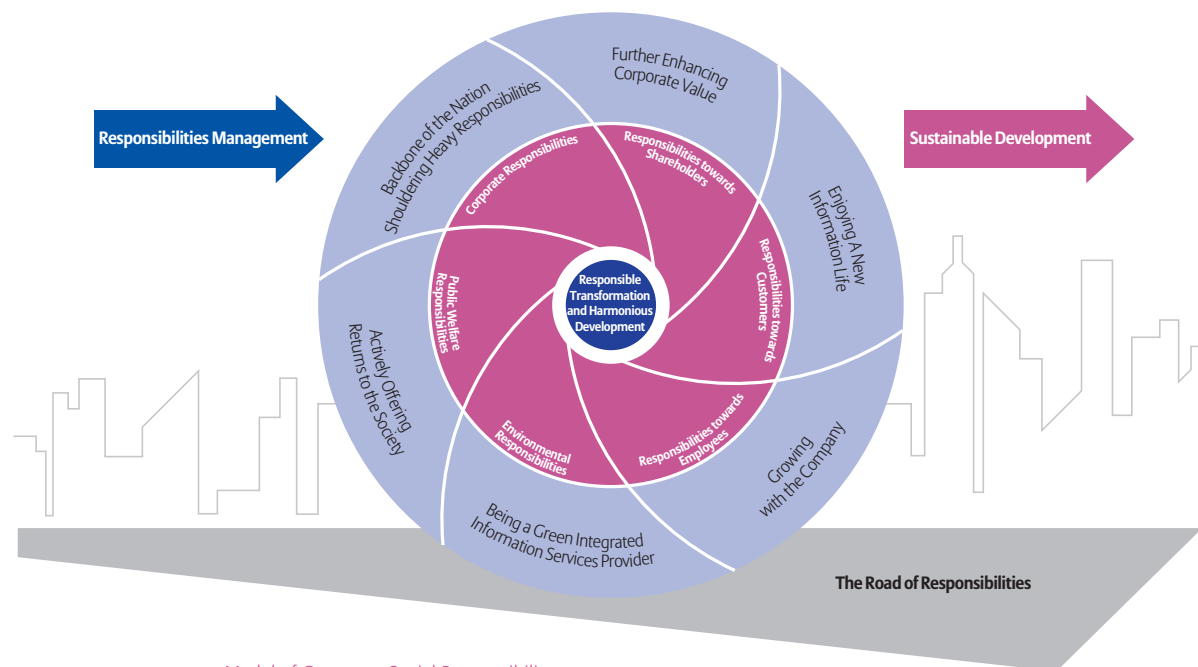 Responsibilities Management
Sustainable Development
Further Enhancing
Corporate Value
Enjoying A New
Information Life
Growing
with the Company
Being a Green Integrated
Information Services Provider
Actively Offering
Returns to the Society
Backbone of the Nation
Shouldering Heavy Responsibilities
Corporate Responsibilities
Responsibilities towards
Shareholders
Responsibilities towards
Customers
Responsibilities towards
Employees
Environmental
Responsibilities
Public Welfare
Responsibilities
Responsible
Transformation
and Harmonious
Development
The Road of Responsibilities